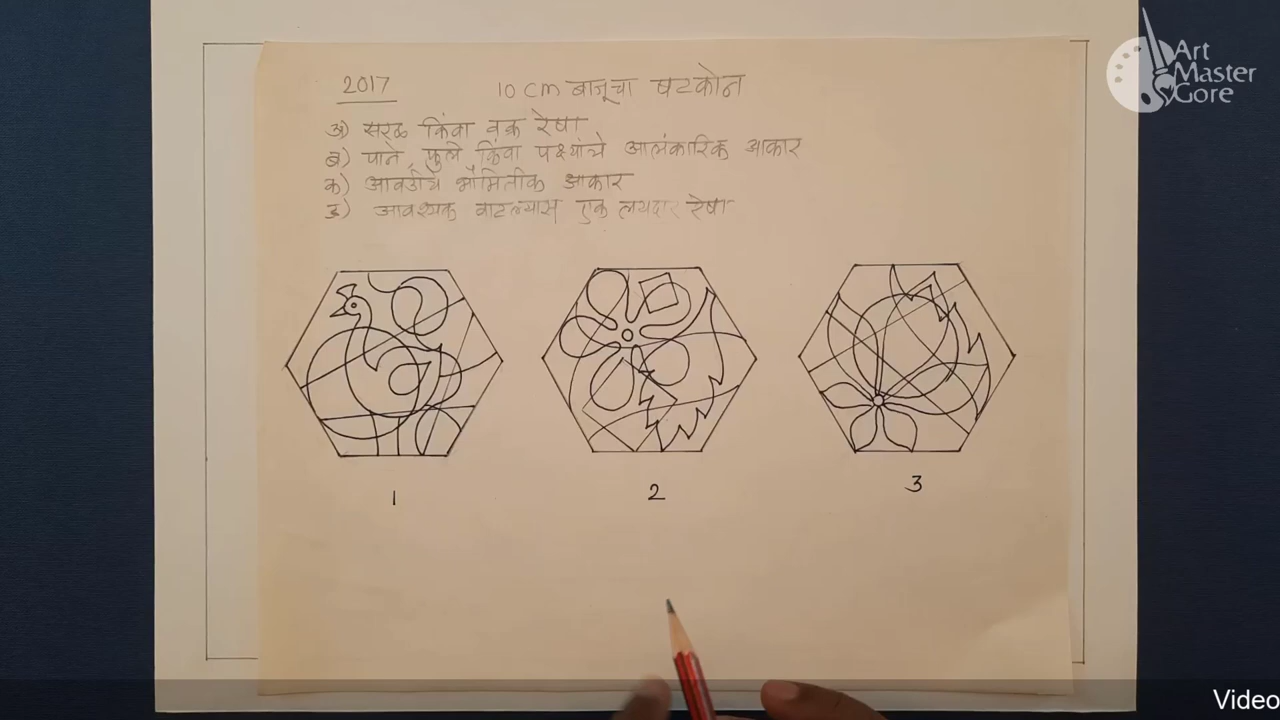 2017 10 cm बाजूचा षटकोन
अ) सरळ किंवा वक्र रेषा
ब) पाने, फुले किंवा पक्ष्यांचे आलंकारिक आकार
क) आवडीचे भौमितीक आकार
ड) आवश्यक वाटल्यास एक लयदार रेषा
1 2 3
Art
Master
Gore
Video